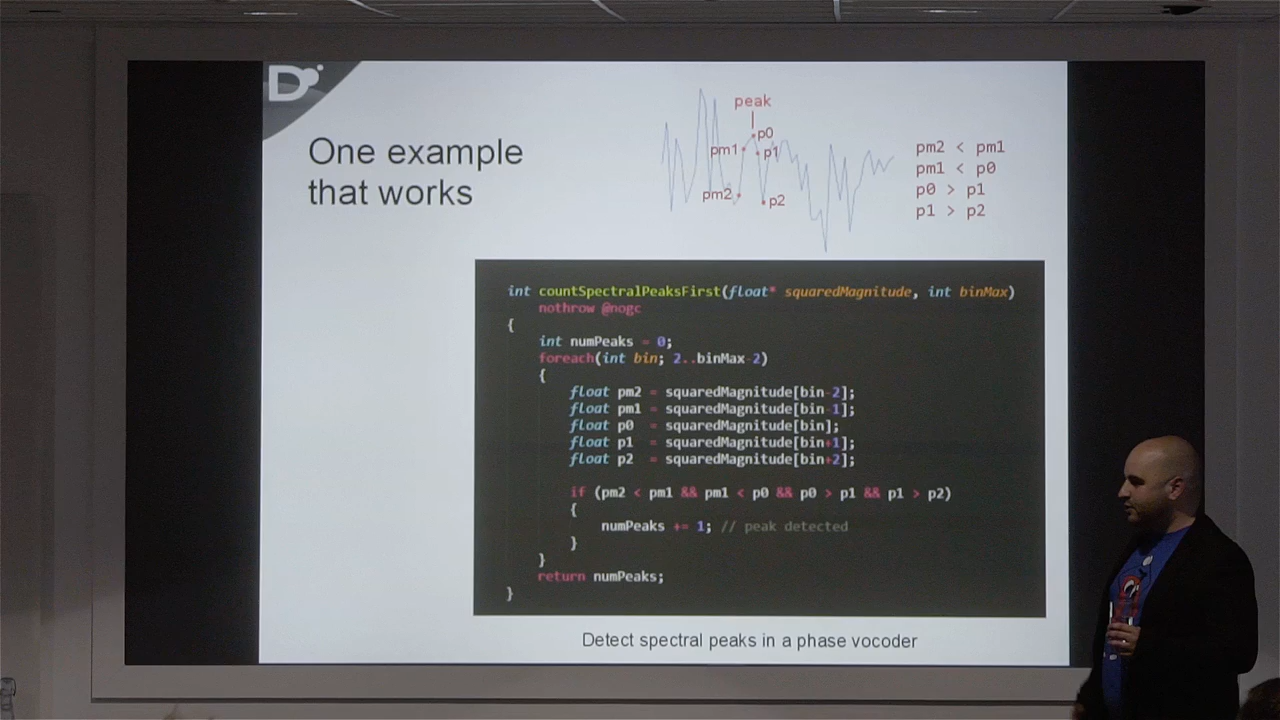 D
One example
that works
peak
p0
pm1
p1
pm2
p2
pm2 < pm1
pm1 < p0
p0 > p1
p1 > p2
int countSpectralPeaksFirst(float* squaredMagnitude, int binMax)
nothrow @nogc
{
int numPeaks = 0;
foreach(int bin; 2..binMax-2)
{
float pm2 = squaredMagnitude[bin-2];
float pm1 = squaredMagnitude[bin-1];
float p0 = squaredMagnitude[bin];
float p1 = squaredMagnitude[bin+1];
float p2 = squaredMagnitude[bin+2];
if (pm2 < pm1 && pm1 < p0 && p0 > p1 && p1 > p2)
{
numPeaks += 1; // peak detected
}
}
return numPeaks;
}
Detect spectral peaks in a phase vocoder